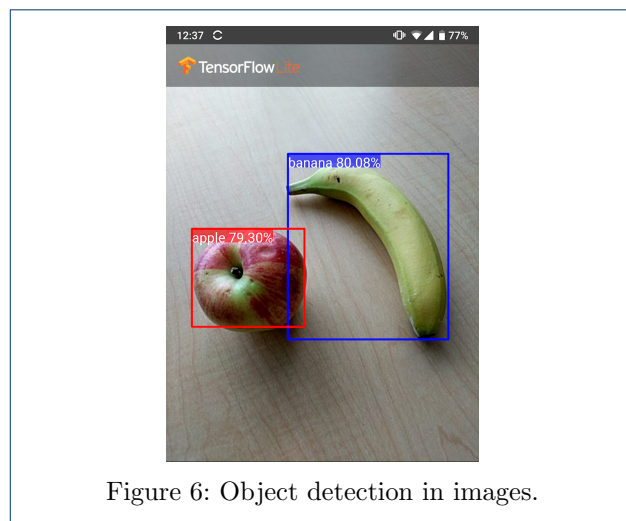 12:37 77%
TensorFlow Lite
banana 80.08%
apple 79.30%
Figure 6: Object detection in images.